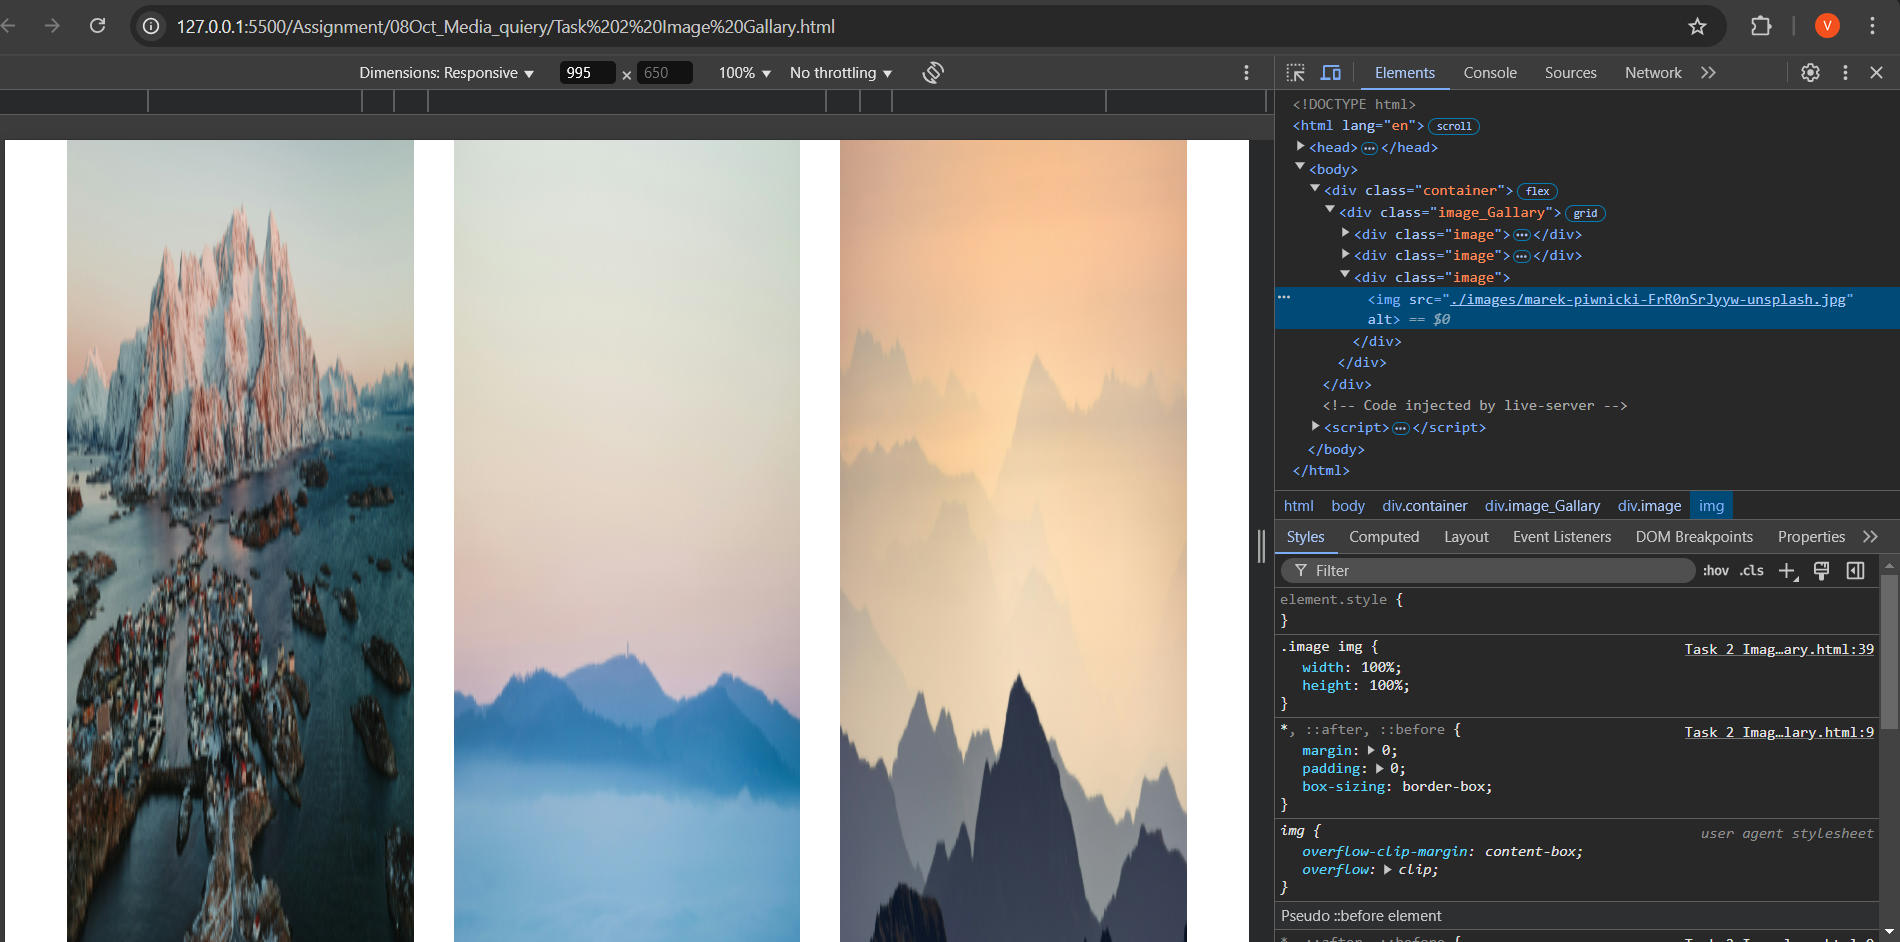 127.0.0.1:5500/Assignment/08Oct_Media_quiery/Task%202%20Image%20Gallary.html
V
Dimensions: Responsive 995 × 650 100% No throttling
Elements Console Sources Network
<!DOCTYPE html>
<html lang="en"> scroll
<head> ••• </head>
<body>
<div class="container"> flex
<div class="image_Gallary"> grid
<div class="image"> ••• </div>
<div class="image"> ••• </div>
<div class="image">
<img src="./images/marek-piwnicki-FrR0nSrJyyw-unsplash.jpg"
alt> == $0
</div>
</div>
</div>
<!-- Code injected by live-server -->
<script> ••• </script>
</body>
</html>
html body div.container div.image_Gallary div.image img
Styles Computed Layout Event Listeners DOM Breakpoints Properties
Filter :hov .cls
element.style {
}
.image img { Task 2 Imag…ary.html:39
width: 100%;
height: 100%;
}
*, ::after, ::before { Task 2 Imag…lary.html:9
margin: 0;
padding: 0;
box-sizing: border-box;
}
img { user agent stylesheet
overflow-clip-margin: content-box;
overflow: clip;
}
Pseudo ::before element